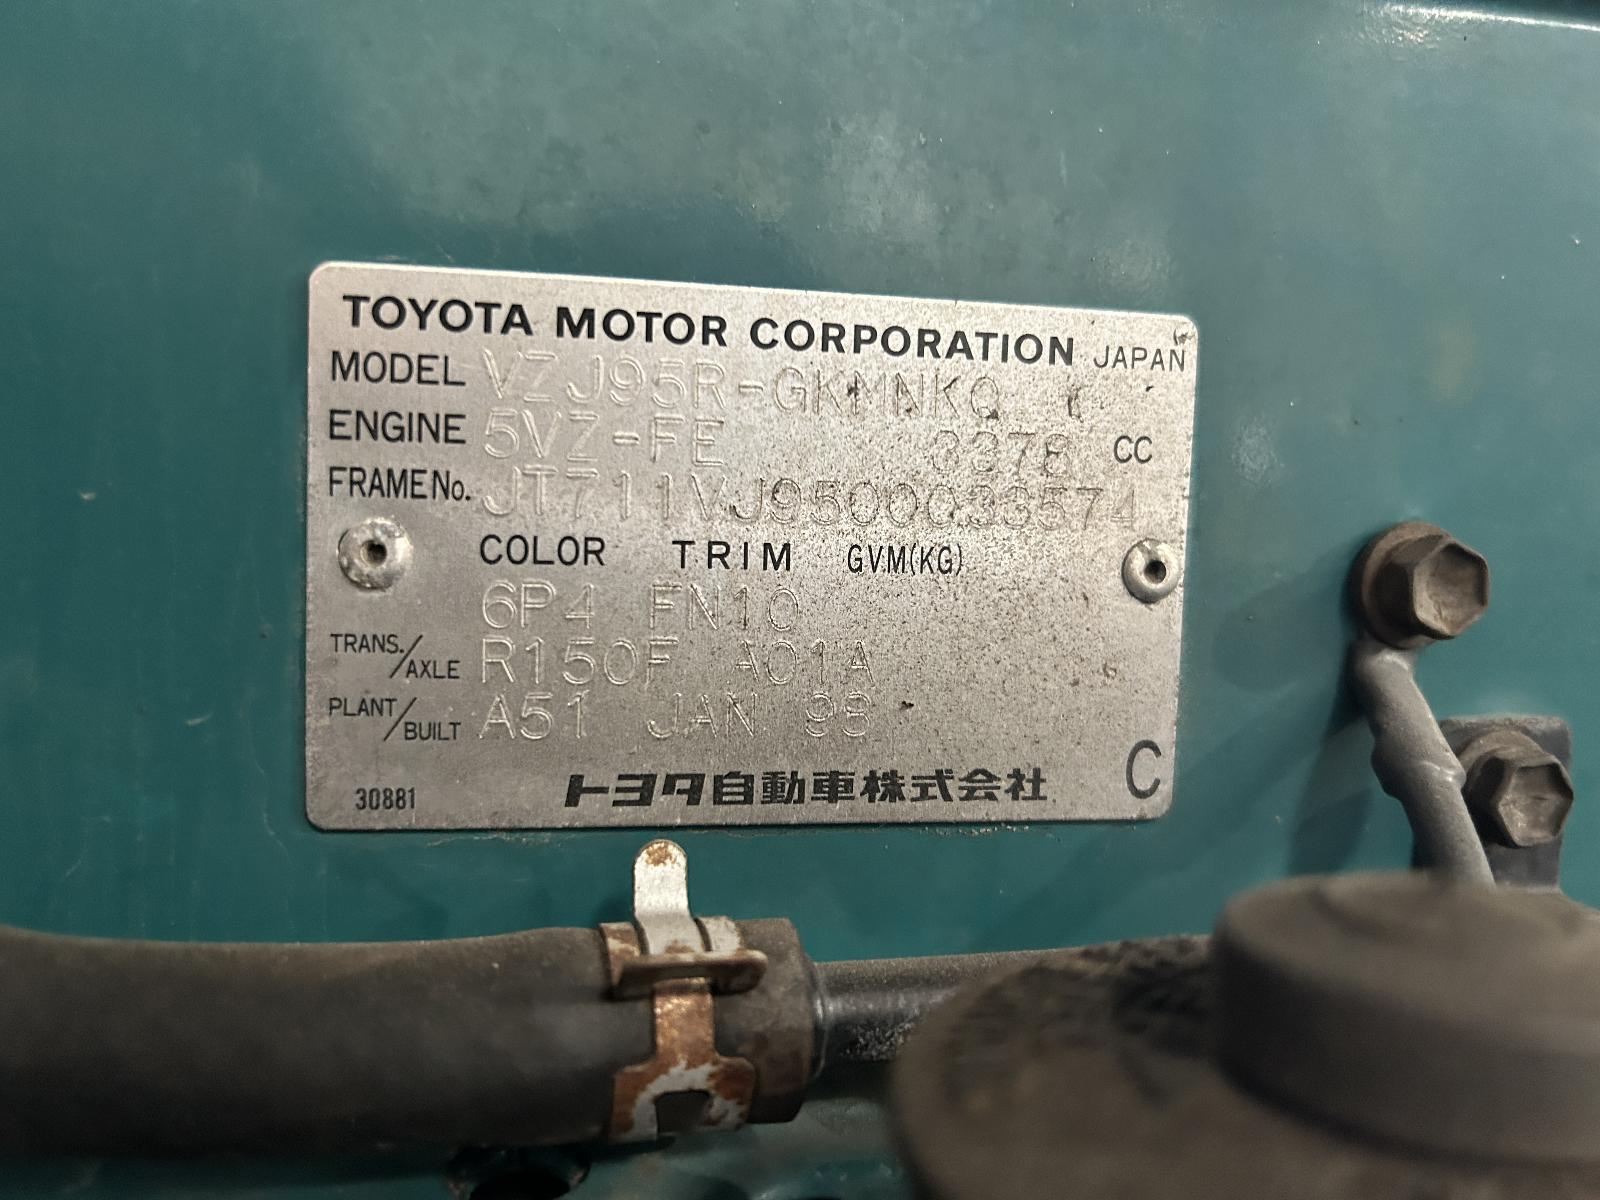 TOYOTA MOTOR CORPORATION JAPAN
MODEL VZJ95R-GKMNKQ
ENGINE 5VZ-FE 3378 CC
FRAME No. JT711VJ9500033574
COLOR TRIM GVM(KG)
6P4 FN10
TRANS./AXLE R150F A01A
PLANT/BUILT A51 JAN 98
トヨタ自動車株式会社 C
30881